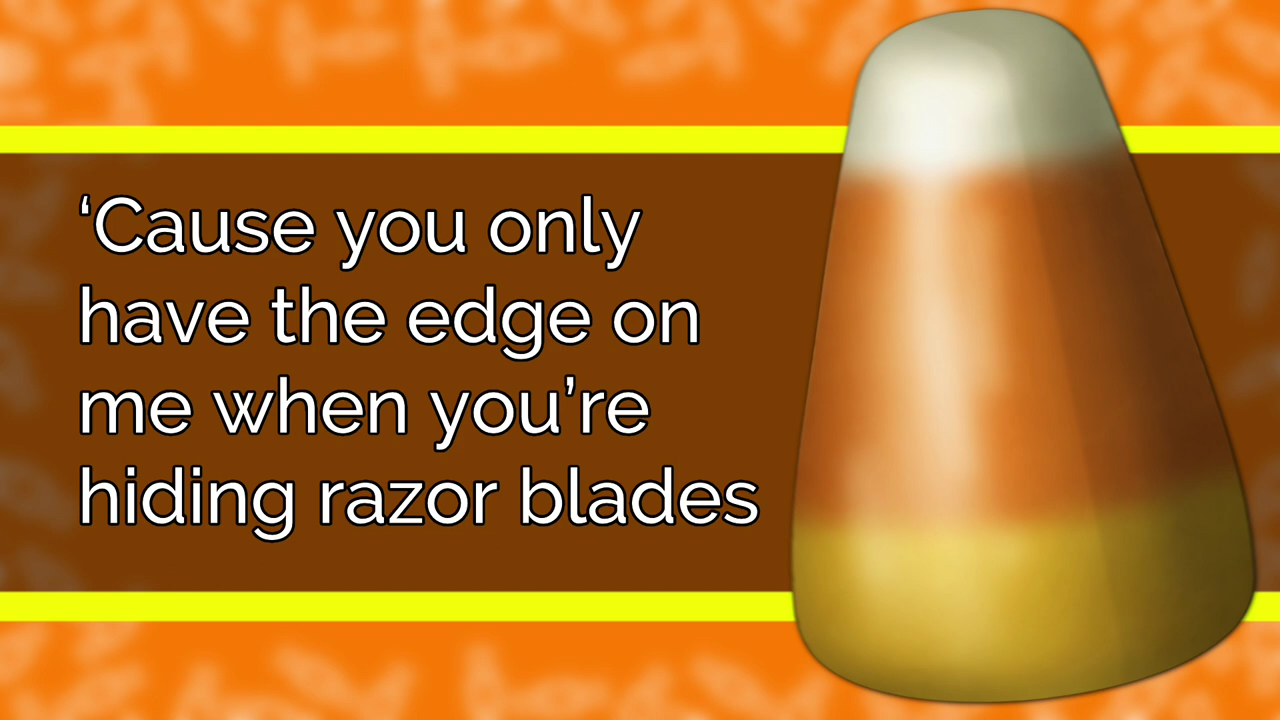 ‘Cause you only
have the edge on
me when you’re
hiding razor blades